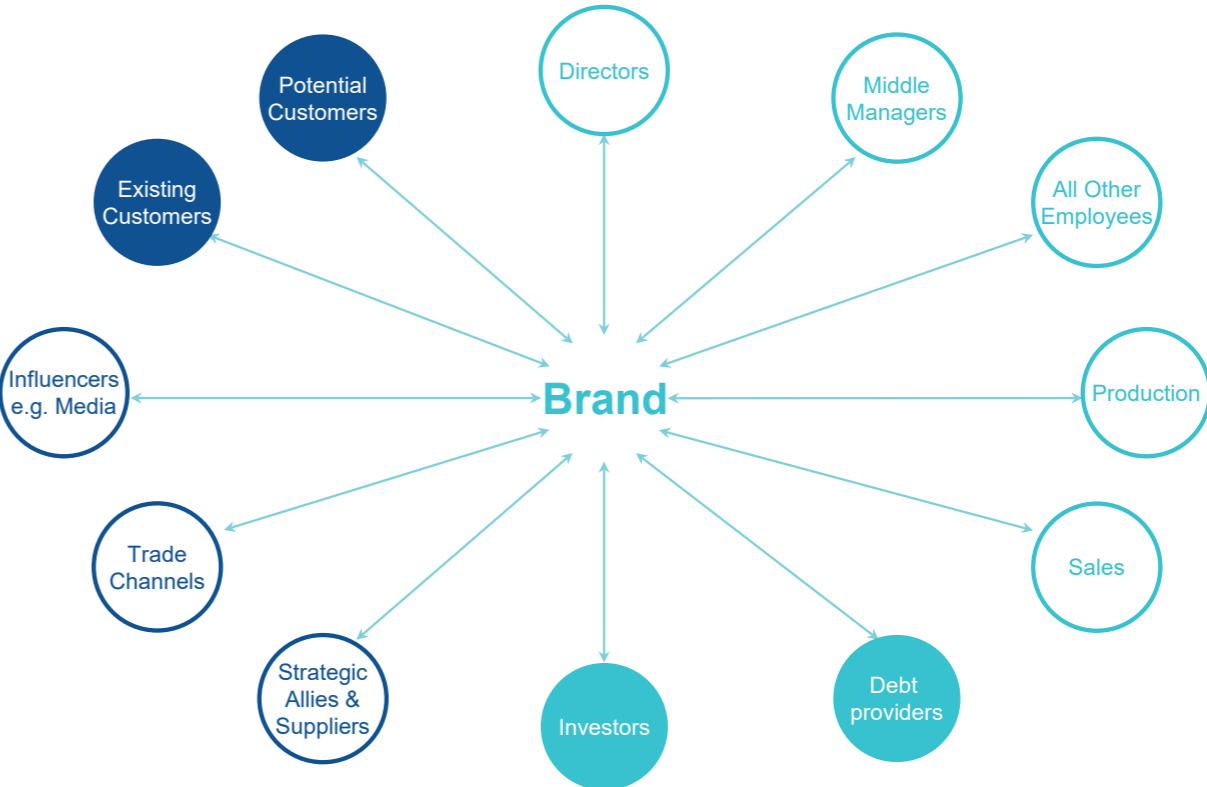 Directors
Potential
Customers
Middle
Managers
Existing
Customers
All Other
Employees
Influencers
e.g. Media
Brand
Production
Trade
Channels
Sales
Strategic
Allies &
Suppliers
Investors
Debt
providers